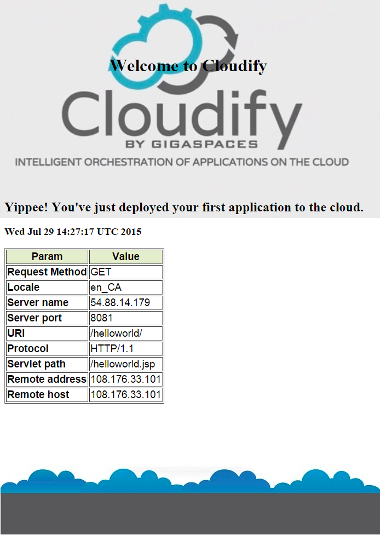 Welcome to Cloudify
Cloudify
BY GIGASPACES
INTELLIGENT ORCHESTRATION OF APPLICATIONS ON THE CLOUD
Yippee! You've just deployed your first application to the cloud.
Wed Jul 29 14:27:17 UTC 2015
Param Value
Request Method GET
Locale en_CA
Server name 54.88.14.179
Server port 8081
URI /helloworld/
Protocol HTTP/1.1
Servlet path /helloworld.jsp
Remote address 108.176.33.101
Remote host 108.176.33.101